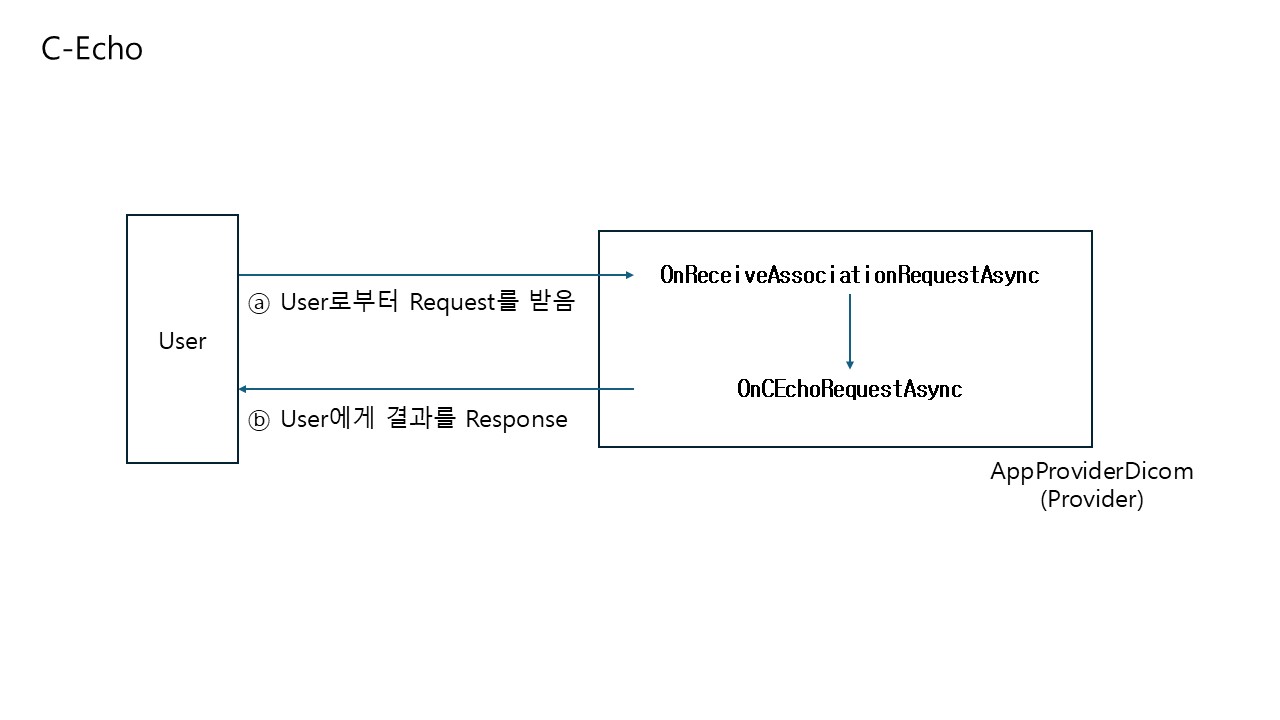 C-Echo
OnReceiveAssociationRequestAsync
ⓐ User로부터 Request를 받음
User
OnCEchoRequestAsync
ⓑ User에게 결과를 Response
AppProviderDicom
(Provider)